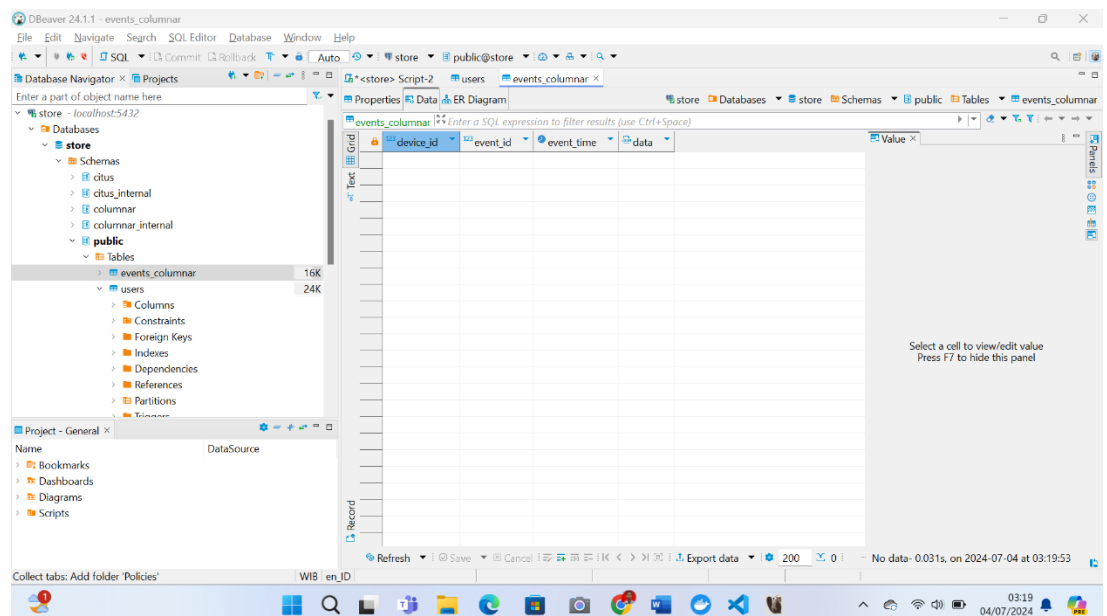 DBeaver 24.1.1 - events_columnar
File Edit Navigate Search SQL Editor Database Window Help
SQL Commit Rollback Auto store public@store
Database Navigator Projects
<store> Script-2 users events_columnar
Enter a part of object name here
Properties Data ER Diagram store Databases store Schemas public Tables events_columnar
store - localhost:5432
events_columnar Enter a SQL expression to filter results (use Ctrl+Space)
Databases
store
Schemas
citus
citus_internal
columnar
columnar_internal
public
Tables
events_columnar 16K
users 24K
Columns
Constraints
Foreign Keys
Indexes
Dependencies
References
Partitions
Triggers
Grid
Text
Record
123 device_id 123 event_id event_time data
Value
Panels
Select a cell to view/edit value
Press F7 to hide this panel
Project - General
Name DataSource
Bookmarks
Dashboards
Diagrams
Scripts
Refresh Save Cancel Export data 200 0 No data - 0.031s, on 2024-07-04 at 03:19:53
Collect tabs: Add folder 'Policies' WIB en_ID
03:19
04/07/2024